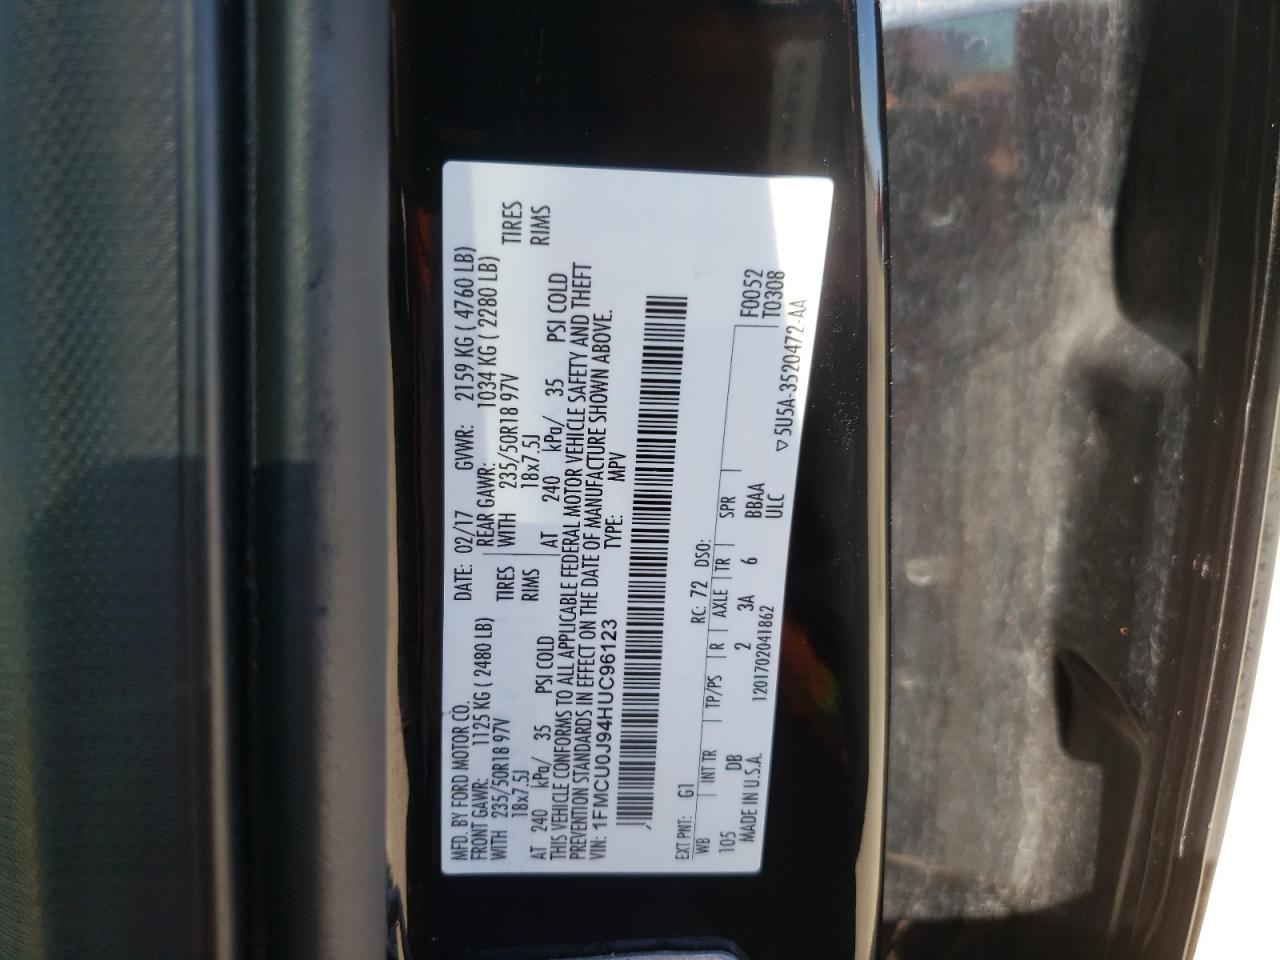 MFD. BY FORD MOTOR CO.
DATE: 02/17 GVWR: 2159 KG ( 4760 LB)
FRONT GAWR: 1125 KG ( 2480 LB)
REAR GAWR: 1034 KG ( 2280 LB)
WITH 235/50R18 97V TIRES
WITH 235/50R18 97V TIRES
18x7.5J RIMS
18x7.5J RIMS
AT 240 kPa/ 35 PSI COLD
AT 240 kPa/ 35 PSI COLD
THIS VEHICLE CONFORMS TO ALL APPLICABLE FEDERAL MOTOR VEHICLE SAFETY AND THEFT
PREVENTION STANDARDS IN EFFECT ON THE DATE OF MANUFACTURE SHOWN ABOVE.
VIN: 1FMCU0J94HUC96123 TYPE: MPV
EXT PNT: G1 RC: 72 DSO:
WB INT TR TP/PS R AXLE TR SPR F0052
105 DB 2 3A 6 BBAA T0308
MADE IN U.S.A. 1201702041862 ULC
▽5U5A-3520472-AA